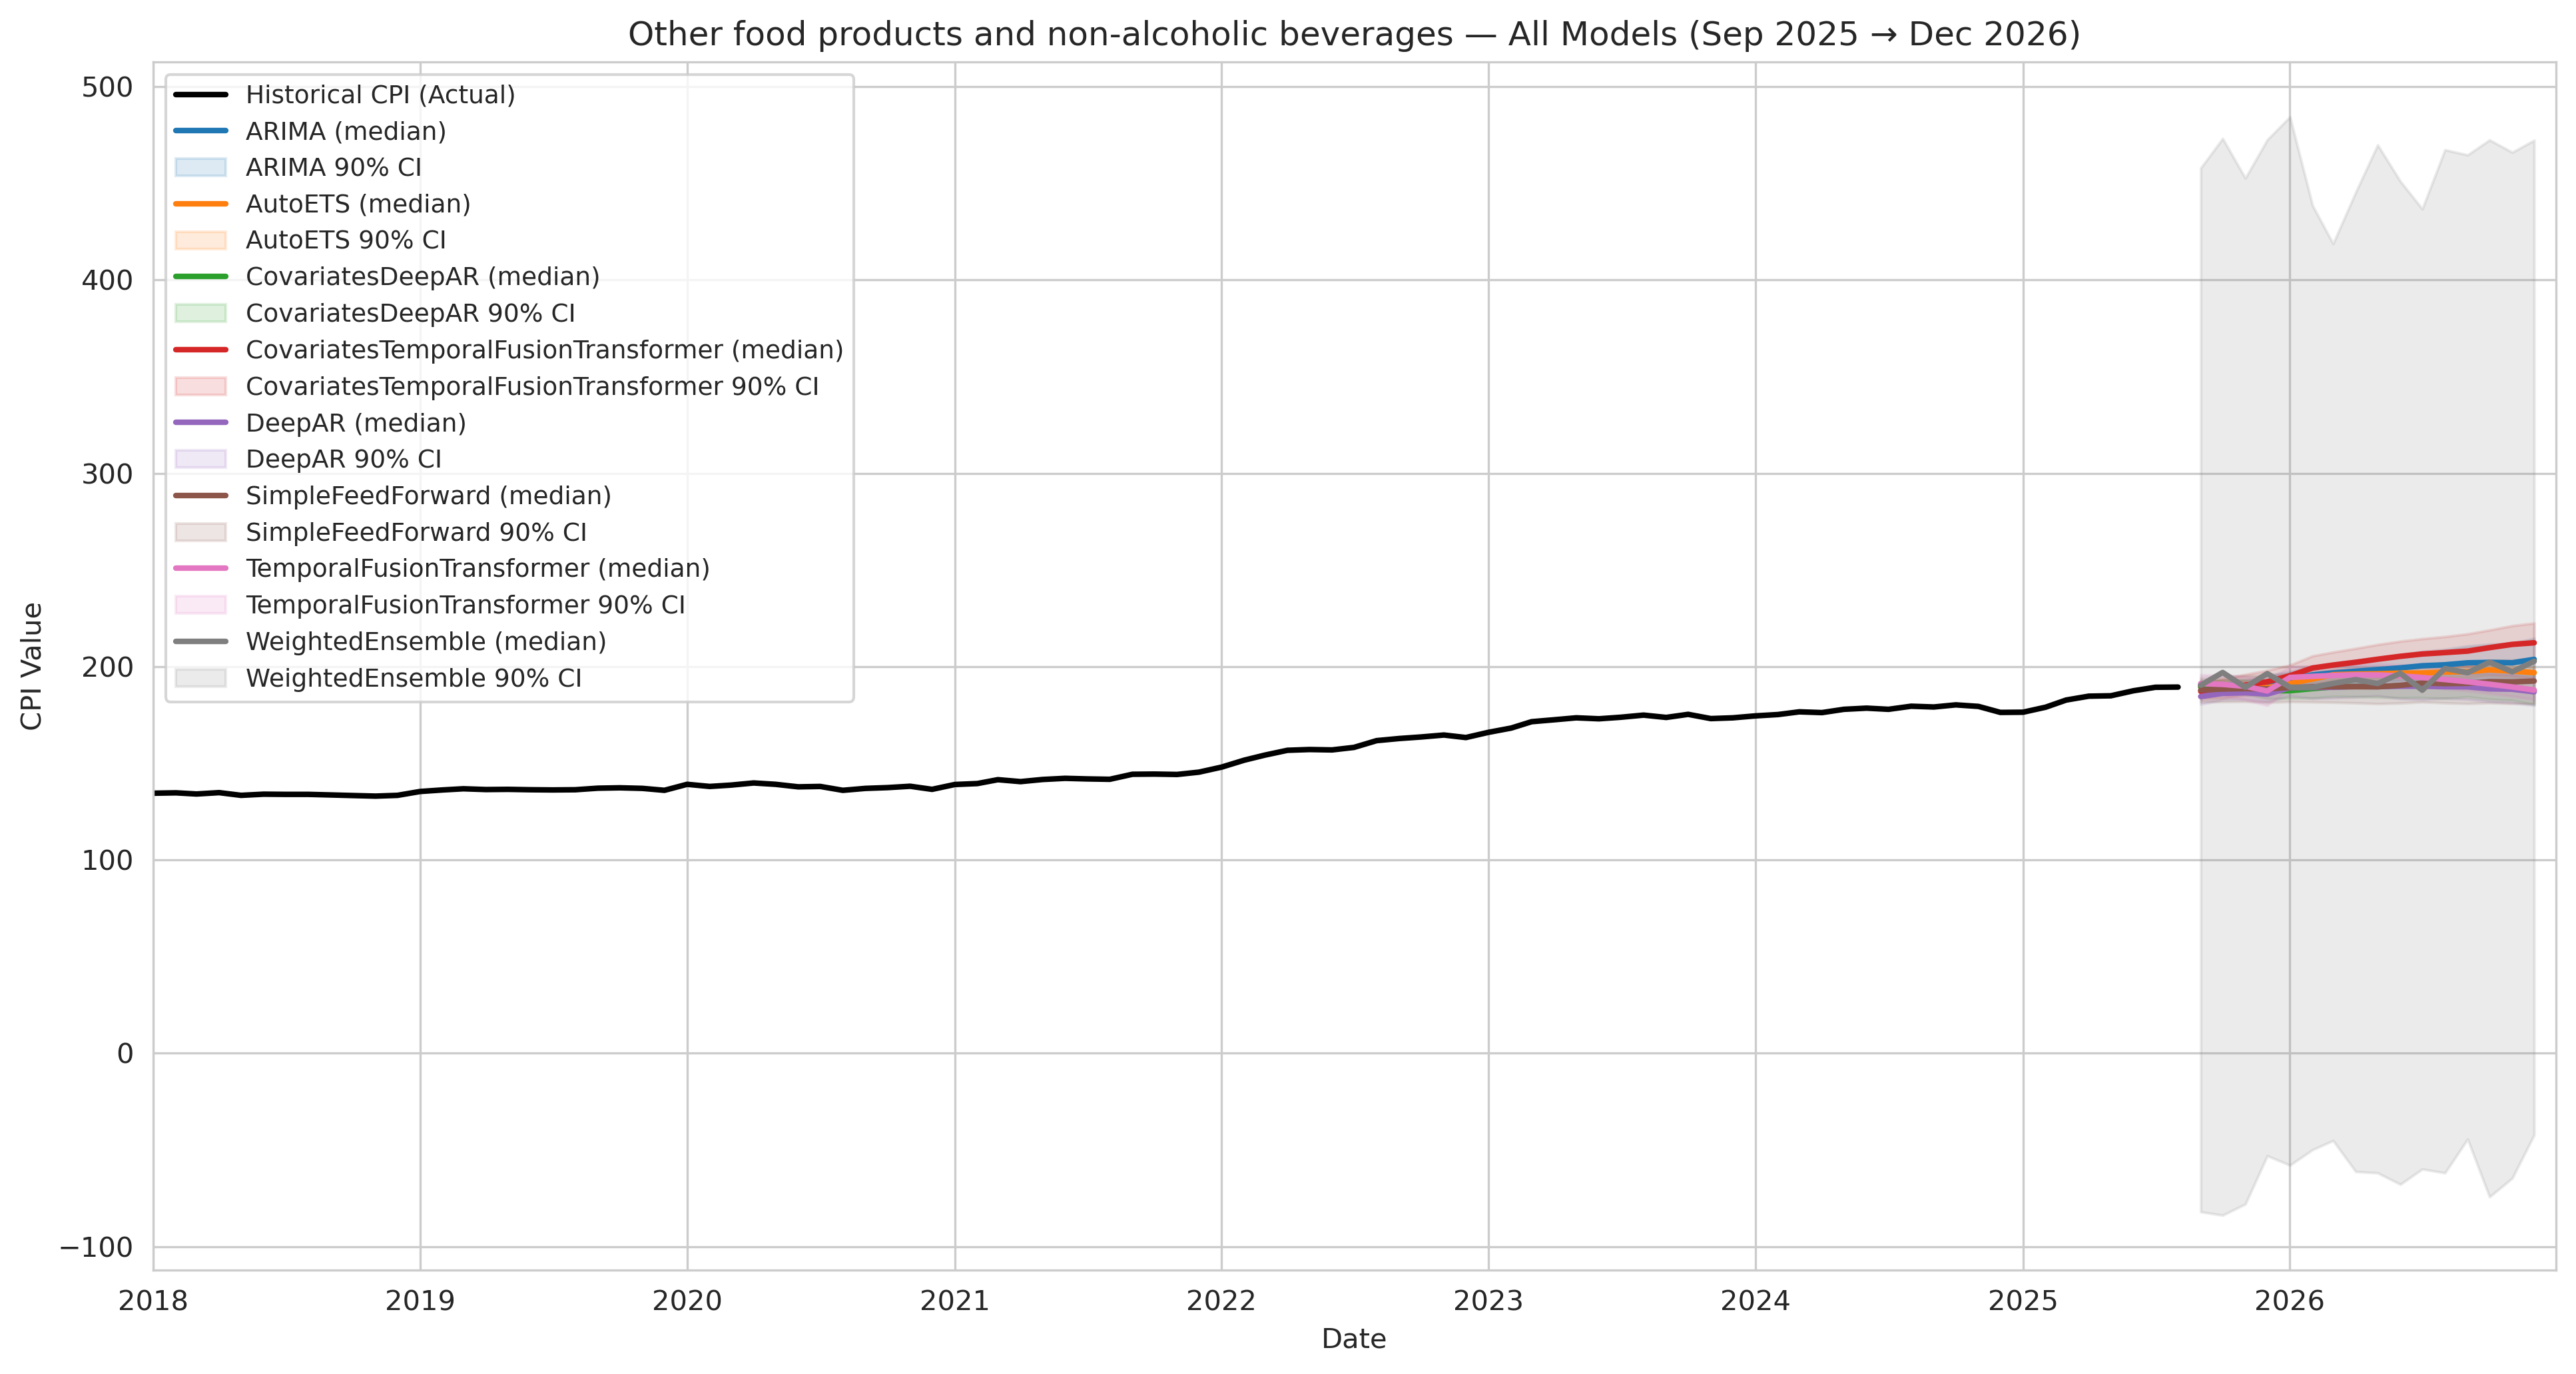 Other food products and non-alcoholic beverages — All Models (Sep 2025 → Dec 2026)
Historical CPI (Actual)
ARIMA (median)
ARIMA 90% CI
AutoETS (median)
AutoETS 90% CI
CovariatesDeepAR (median)
CovariatesDeepAR 90% CI
CovariatesTemporalFusionTransformer (median)
CovariatesTemporalFusionTransformer 90% CI
DeepAR (median)
DeepAR 90% CI
SimpleFeedForward (median)
SimpleFeedForward 90% CI
TemporalFusionTransformer (median)
TemporalFusionTransformer 90% CI
WeightedEnsemble (median)
WeightedEnsemble 90% CI
CPI Value
500
400
300
200
100
0
−100
2018 2019 2020 2021 2022 2023 2024 2025 2026
Date